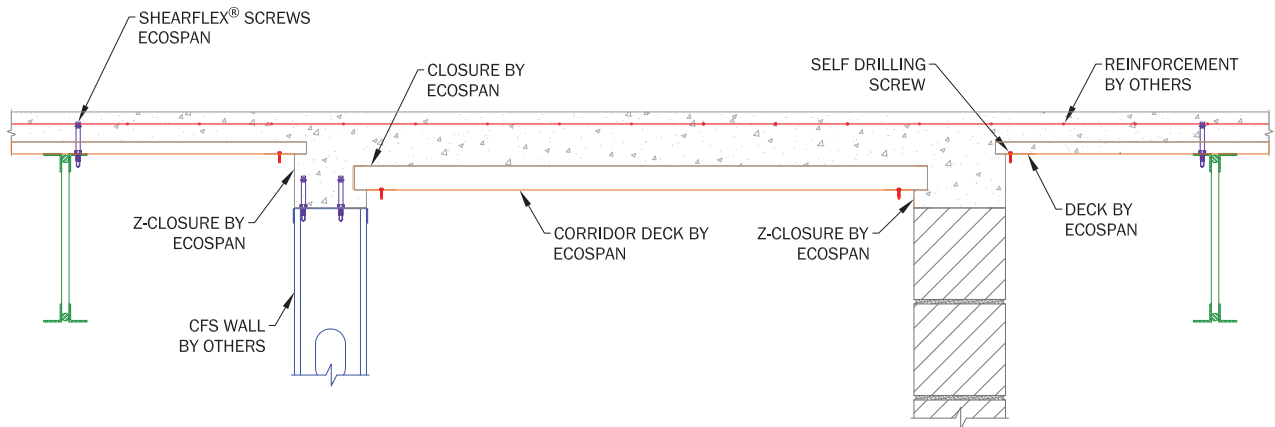 SHEARFLEX® SCREWS
ECOSPAN
CLOSURE BY
ECOSPAN
SELF DRILLING
SCREW
REINFORCEMENT
BY OTHERS
Z-CLOSURE BY
ECOSPAN
CORRIDOR DECK BY
ECOSPAN
Z-CLOSURE BY
ECOSPAN
DECK BY
ECOSPAN
CFS WALL
BY OTHERS